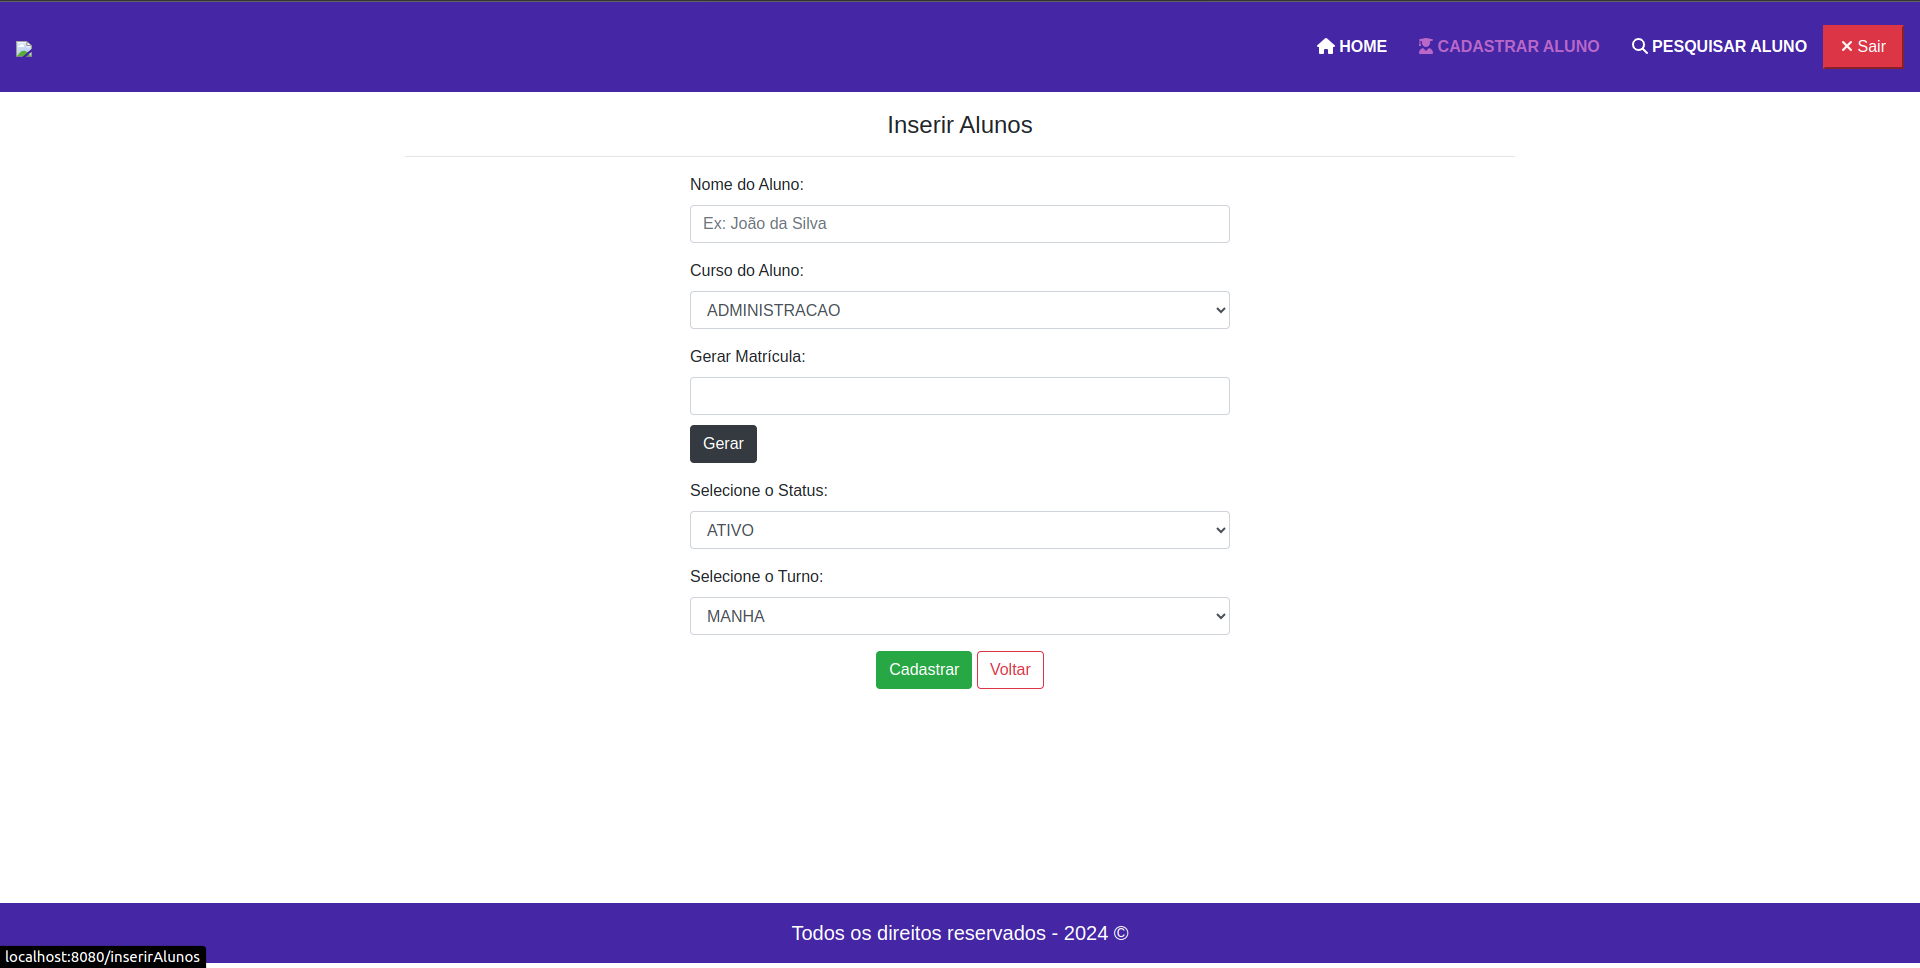 HOME CADASTRAR ALUNO PESQUISAR ALUNO × Sair
Inserir Alunos
Nome do Aluno:
Ex: João da Silva
Curso do Aluno:
ADMINISTRACAO
Gerar Matrícula:
Gerar
Selecione o Status:
ATIVO
Selecione o Turno:
MANHA
Cadastrar Voltar
Todos os direitos reservados - 2024 ©
localhost:8080/inserirAlunos